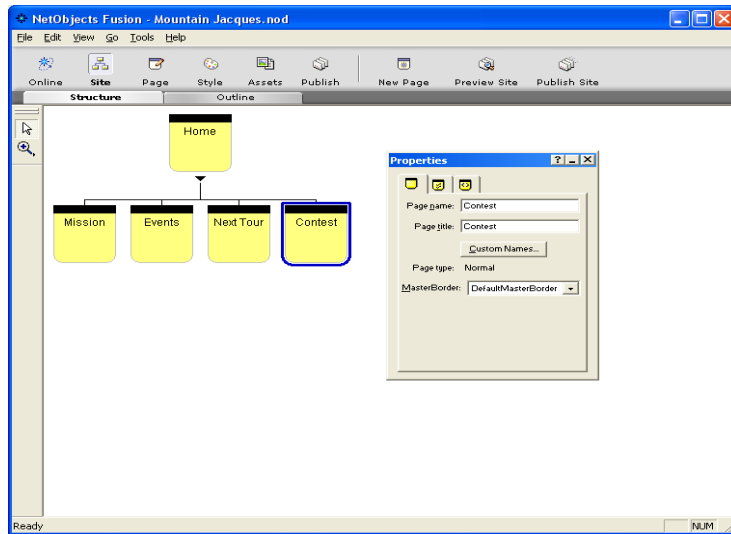 NetObjects Fusion - Mountain Jacques.nod
File Edit View Go Tools Help
Online Site Page Style Assets Publish New Page Preview Site Publish Site
Structure Outline
Home
Mission Events Next Tour Contest
Properties
Page name: Contest
Page title: Contest
Custom Names...
Page type: Normal
MasterBorder: DefaultMasterBorder
Ready NUM